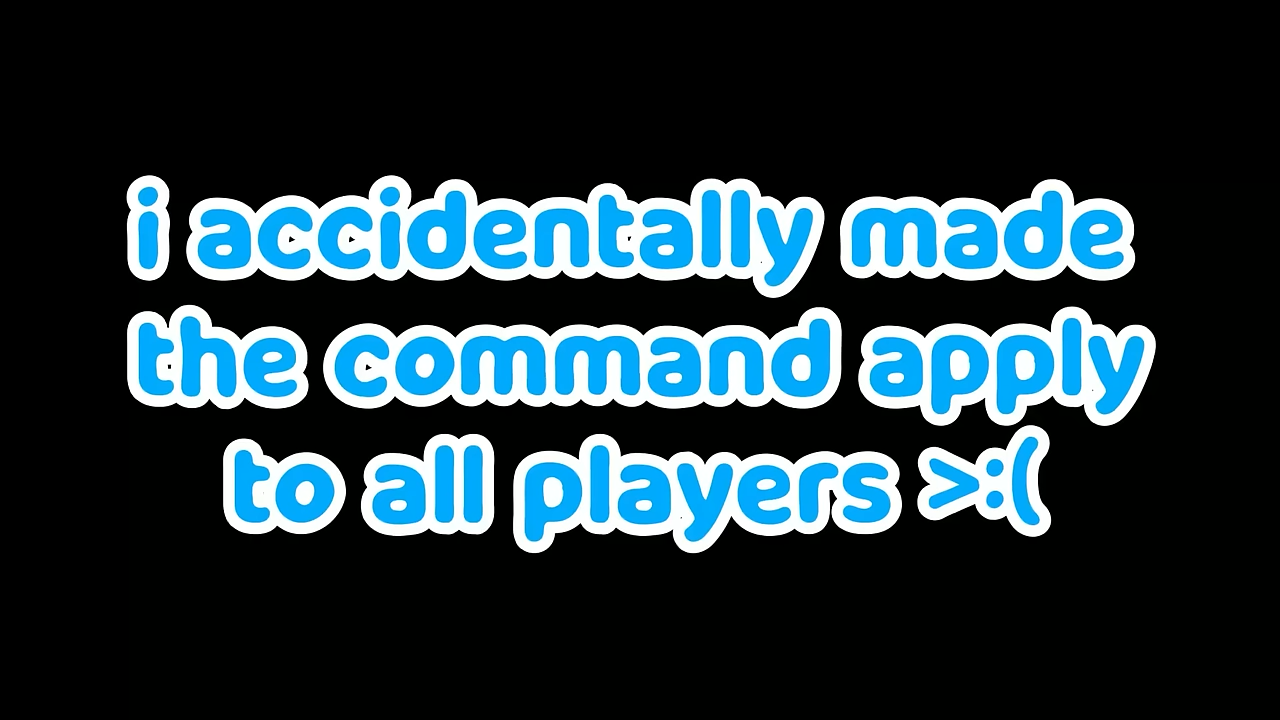 i accidentally made
the command apply
to all players >:(